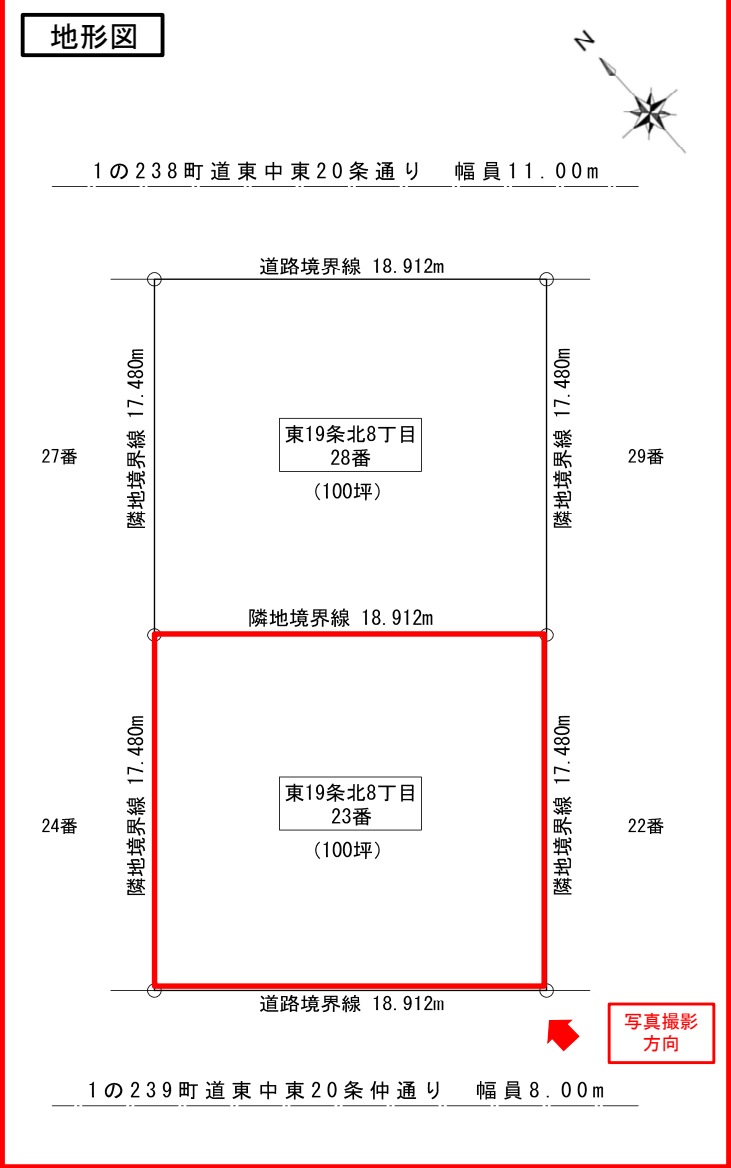 地形図
N
1の238町道東中東20条通り　幅員11.00m
道路境界線 18.912m
隣地境界線 17.480m
隣地境界線 17.480m
27番
東19条北8丁目
28番
(100坪)
29番
隣地境界線 18.912m
隣地境界線 17.480m
隣地境界線 17.480m
24番
東19条北8丁目
23番
(100坪)
22番
道路境界線 18.912m
写真撮影
方向
1の239町道東中東20条仲通り　幅員8.00m